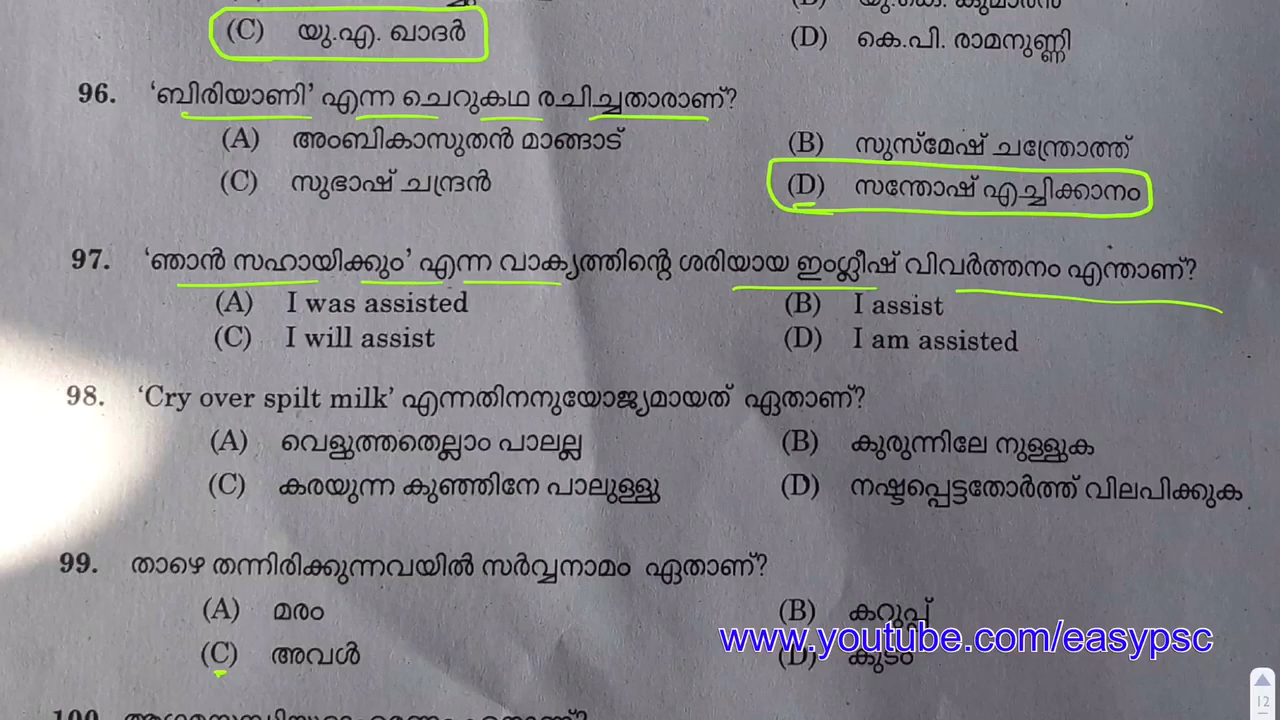 (C) യു.എ. ഖാദർ
(D) കെ.പി. രാമനുണ്ണി
96. ‘ബിരിയാണി’ എന്ന ചെറുകഥ രചിച്ചതാരാണ്?
(A) അംബികാസുതൻ മാങ്ങാട് (B) സുസ്മേഷ് ചന്ത്രോത്ത്
(C) സുഭാഷ് ചന്ദ്രൻ (D) സന്തോഷ് എച്ചിക്കാനം
97. ‘ഞാൻ സഹായിക്കും’ എന്ന വാക്യത്തിന്റെ ശരിയായ ഇംഗ്ലീഷ് വിവർത്തനം എന്താണ്?
(A) I was assisted (B) I assist
(C) I will assist (D) I am assisted
98. ‘Cry over spilt milk’ എന്നതിനനുയോജ്യമായത് ഏതാണ്?
(A) വെളുത്തതെല്ലാം പാലല്ല (B) കുരുന്നിലേ നുള്ളുക
(C) കരയുന്ന കുഞ്ഞിനേ പാലുള്ളു (D) നഷ്ടപ്പെട്ടതോർത്ത് വിലപിക്കുക
99. താഴെ തന്നിരിക്കുന്നവയിൽ സർവ്വനാമം ഏതാണ്?
(A) മരം (B) കറുപ്പ്
www.youtube.com/easypsc
(C) അവൾ (D) കുടം
12